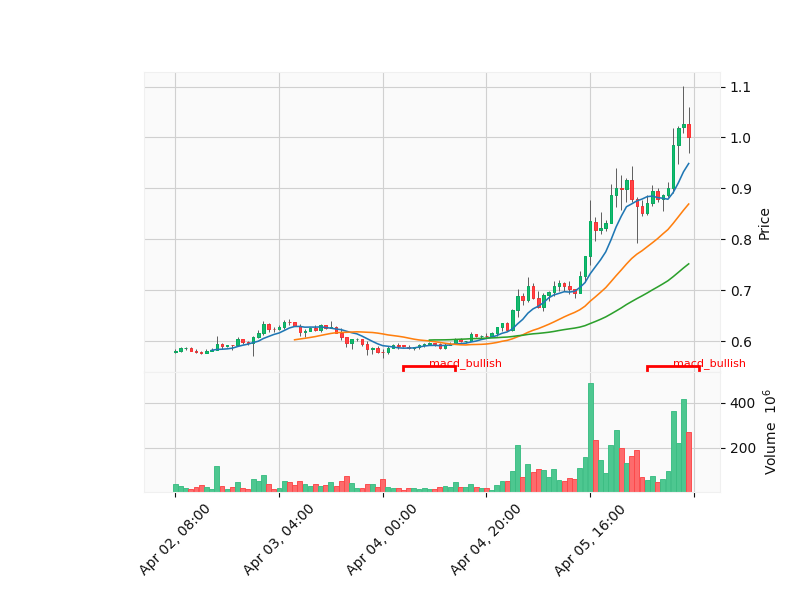 1.1
1.0
0.9
0.8
0.7
0.6
Price
macd_bullish
macd_bullish
400
200
Volume 10^6
Apr 02, 08:00
Apr 03, 04:00
Apr 04, 00:00
Apr 04, 20:00
Apr 05, 16:00